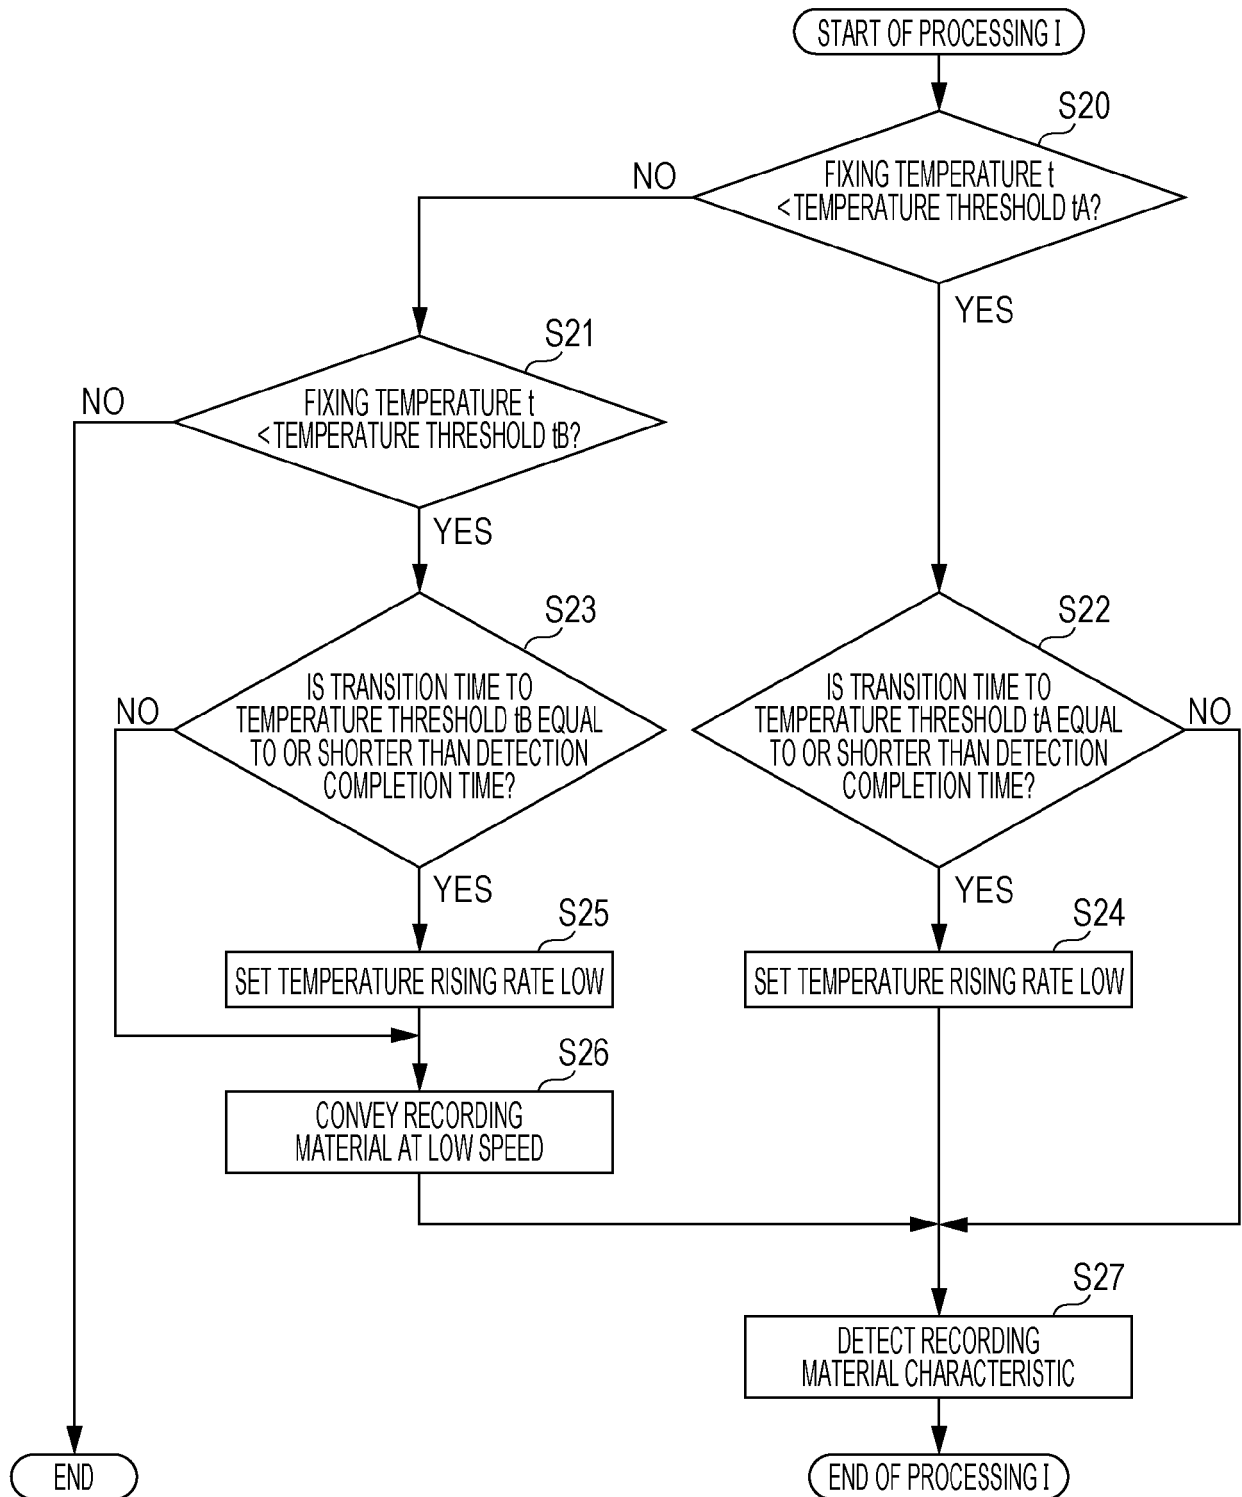 START OF PROCESSING I
S20
FIXING TEMPERATURE t
< TEMPERATURE THRESHOLD tA?
NO
YES
S21
FIXING TEMPERATURE t
< TEMPERATURE THRESHOLD tB?
NO
YES
S23
IS TRANSITION TIME TO
TEMPERATURE THRESHOLD tB EQUAL
TO OR SHORTER THAN DETECTION
COMPLETION TIME?
NO
YES
S22
IS TRANSITION TIME TO
TEMPERATURE THRESHOLD tA EQUAL
TO OR SHORTER THAN DETECTION
COMPLETION TIME?
NO
YES
S25
SET TEMPERATURE RISING RATE LOW
S24
SET TEMPERATURE RISING RATE LOW
S26
CONVEY RECORDING
MATERIAL AT LOW SPEED
S27
DETECT RECORDING
MATERIAL CHARACTERISTIC
END
END OF PROCESSING I